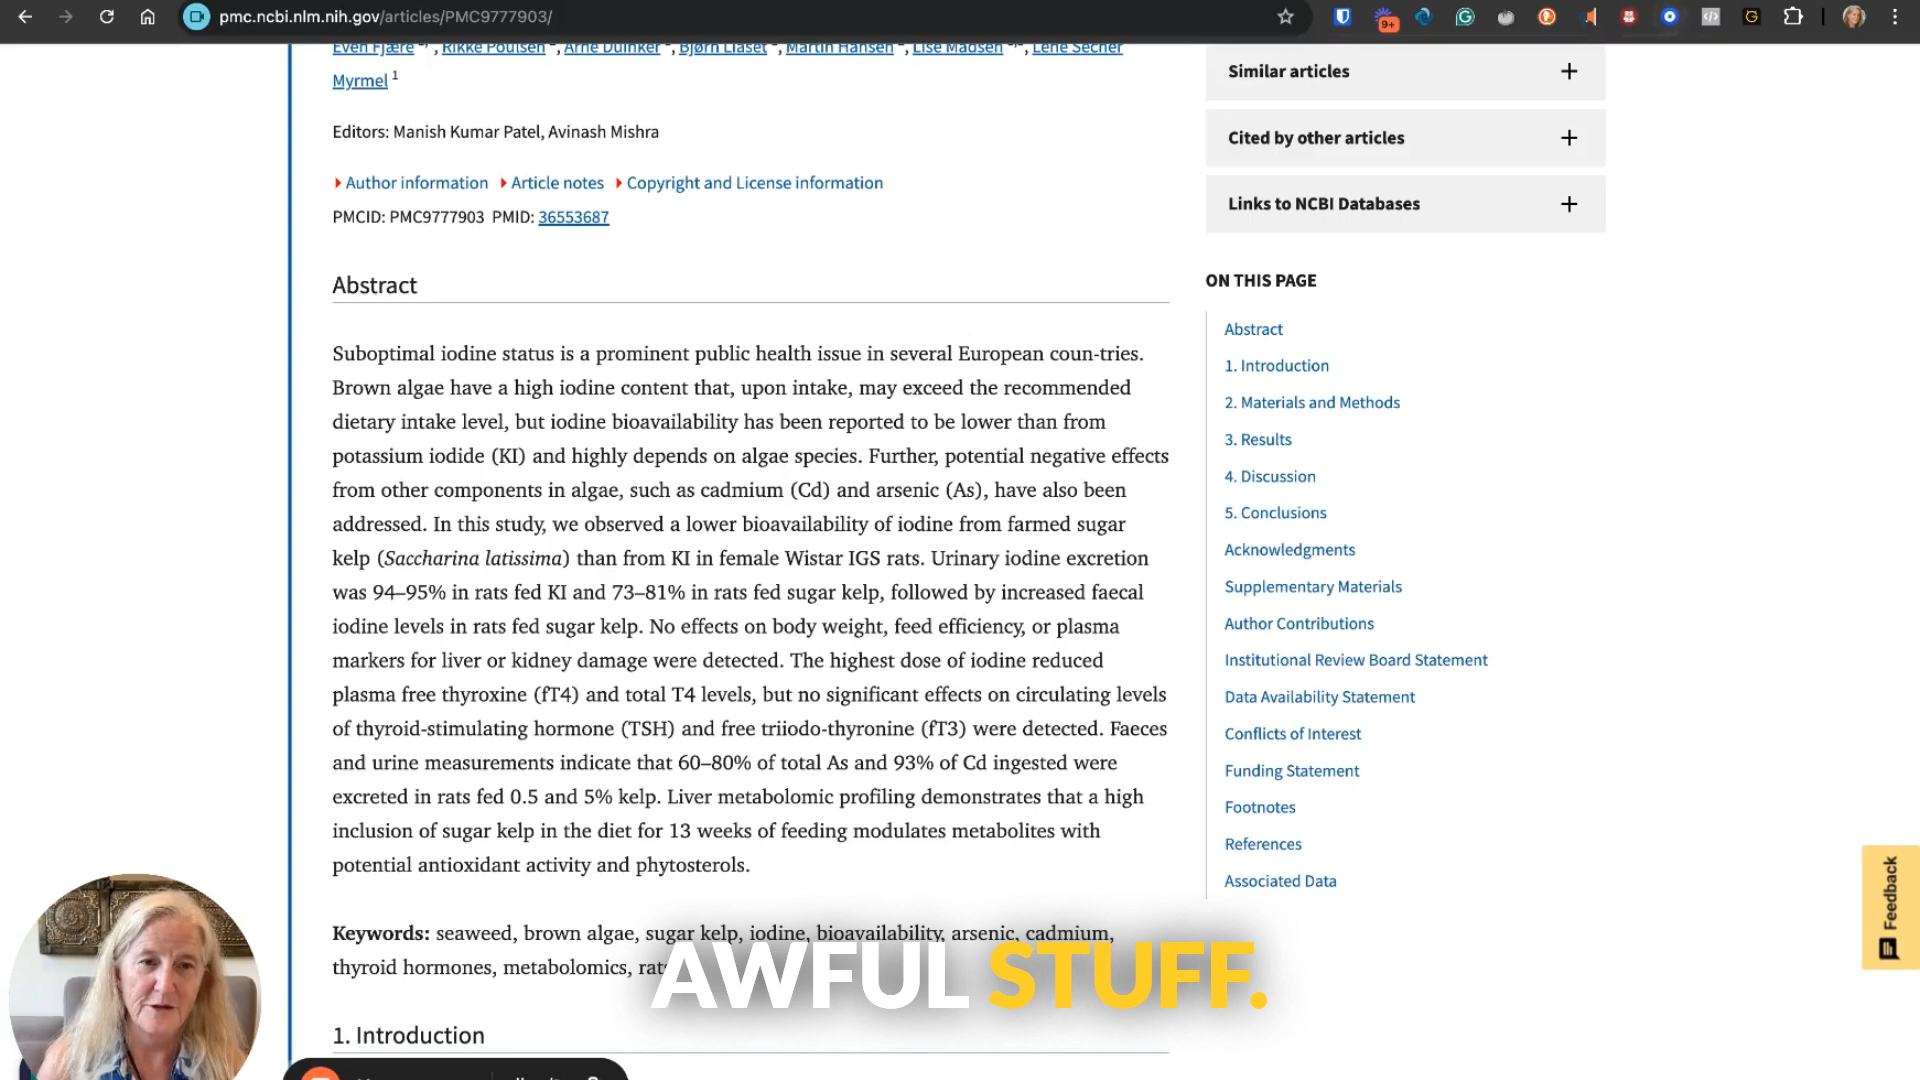 pmc.ncbi.nlm.nih.gov/articles/PMC9777903/
9+
Even Fjære, Rikke Poulsen, Arne Duinker, Bjørn Liaset, Martin Hansen, Lise Madsen, Lene Secher
Myrmel 1
Editors: Manish Kumar Patel, Avinash Mishra
Author information Article notes Copyright and License information
PMCID: PMC9777903 PMID: 36553687
Abstract
Suboptimal iodine status is a prominent public health issue in several European coun-tries.
Brown algae have a high iodine content that, upon intake, may exceed the recommended
dietary intake level, but iodine bioavailability has been reported to be lower than from
potassium iodide (KI) and highly depends on algae species. Further, potential negative effects
from other components in algae, such as cadmium (Cd) and arsenic (As), have also been
addressed. In this study, we observed a lower bioavailability of iodine from farmed sugar
kelp (Saccharina latissima) than from KI in female Wistar IGS rats. Urinary iodine excretion
was 94–95% in rats fed KI and 73–81% in rats fed sugar kelp, followed by increased faecal
iodine levels in rats fed sugar kelp. No effects on body weight, feed efficiency, or plasma
markers for liver or kidney damage were detected. The highest dose of iodine reduced
plasma free thyroxine (fT4) and total T4 levels, but no significant effects on circulating levels
of thyroid-stimulating hormone (TSH) and free triiodo-thyronine (fT3) were detected. Faeces
and urine measurements indicate that 60–80% of total As and 93% of Cd ingested were
excreted in rats fed 0.5 and 5% kelp. Liver metabolomic profiling demonstrates that a high
inclusion of sugar kelp in the diet for 13 weeks of feeding modulates metabolites with
potential antioxidant activity and phytosterols.
Keywords: seaweed, brown algae, sugar kelp, iodine, bioavailability, arsenic, cadmium,
thyroid hormones, metabolomics,
AWFUL STUFF.
1. Introduction
Similar articles
Cited by other articles
Links to NCBI Databases
ON THIS PAGE
Abstract
1. Introduction
2. Materials and Methods
3. Results
4. Discussion
5. Conclusions
Acknowledgments
Supplementary Materials
Author Contributions
Institutional Review Board Statement
Data Availability Statement
Conflicts of Interest
Funding Statement
Footnotes
References
Associated Data
Feedback